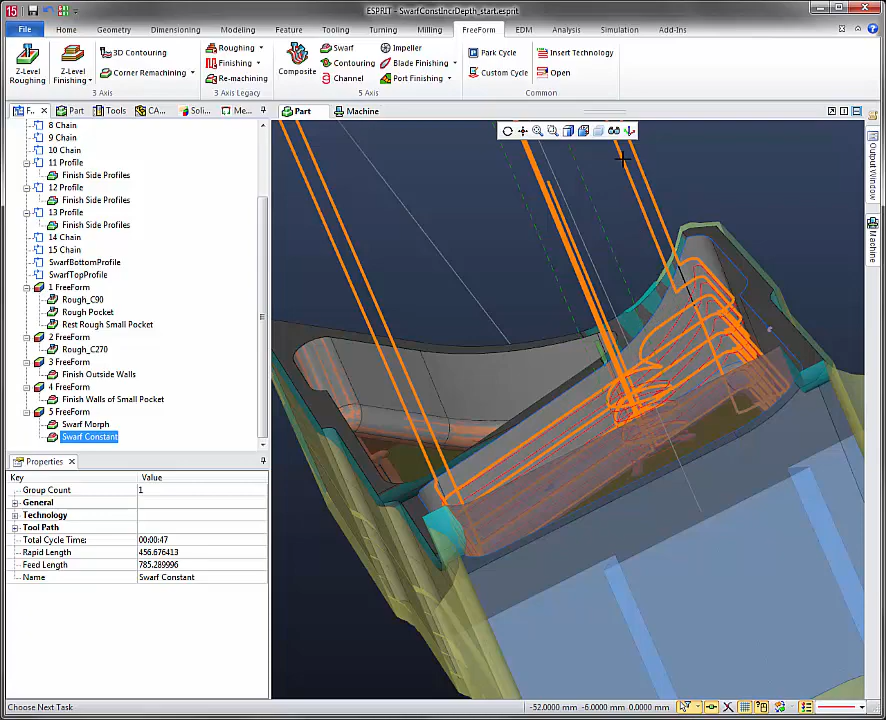 15
ESPRIT - SwarfConstIncrDepth_start.esprit
File Home Geometry Dimensioning Modeling Feature Tooling Turning Milling FreeForm EDM Analysis Simulation Add-Ins
Z-Level Roughing
Z-Level Finishing
3D Contouring
Corner Remachining
3 Axis
Roughing
Finishing
Re-machining
3 Axis Legacy
Composite
Swarf
Contouring
Channel
Impeller
Blade Finishing
Port Finishing
5 Axis
Park Cycle
Custom Cycle
Insert Technology
Open
Common
F... Part Tools CA... Soli... Me...
Part Machine
8 Chain
9 Chain
10 Chain
11 Profile
Finish Side Profiles
12 Profile
Finish Side Profiles
13 Profile
Finish Side Profiles
14 Chain
15 Chain
SwarfBottomProfile
SwarfTopProfile
1 FreeForm
Rough_C90
Rough Pocket
Rest Rough Small Pocket
2 FreeForm
Rough_C270
3 FreeForm
Finish Outside Walls
4 FreeForm
Finish Walls of Small Pocket
5 FreeForm
Swarf Morph
Swarf Constant
Output Window
Machine
Properties
Key Value
Group Count 1
General
Technology
Tool Path
Total Cycle Time: 00:00:47
Rapid Length 456.676413
Feed Length 785.289996
Name Swarf Constant
Choose Next Task
-52.0000 mm -6.0000 mm 0.0000 mm